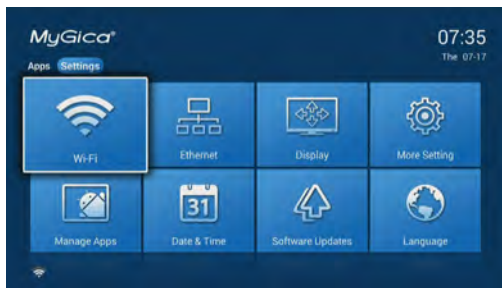 MyGica®
07:35
The 07-17
Apps Settings
Wi-Fi
Ethernet
Display
More Setting
31
Manage Apps
Date & Time
Software Updates
Language